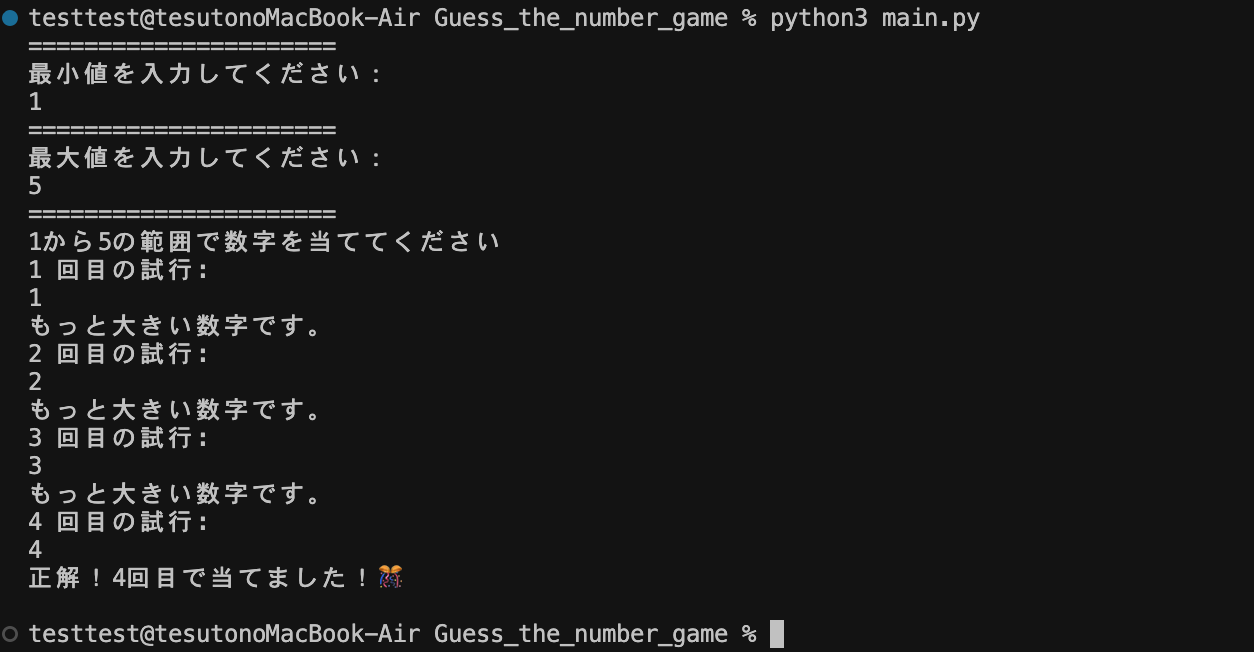 testtest@tesutonoMacBook-Air Guess_the_number_game % python3 main.py
======================
最小値を入力してください：
1
======================
最大値を入力してください：
5
======================
1から5の範囲で数字を当ててください
1 回目の試行:
1
もっと大きい数字です。
2 回目の試行:
2
もっと大きい数字です。
3 回目の試行:
3
もっと大きい数字です。
4 回目の試行:
4
正解！4回目で当てました！🎊
testtest@tesutonoMacBook-Air Guess_the_number_game %